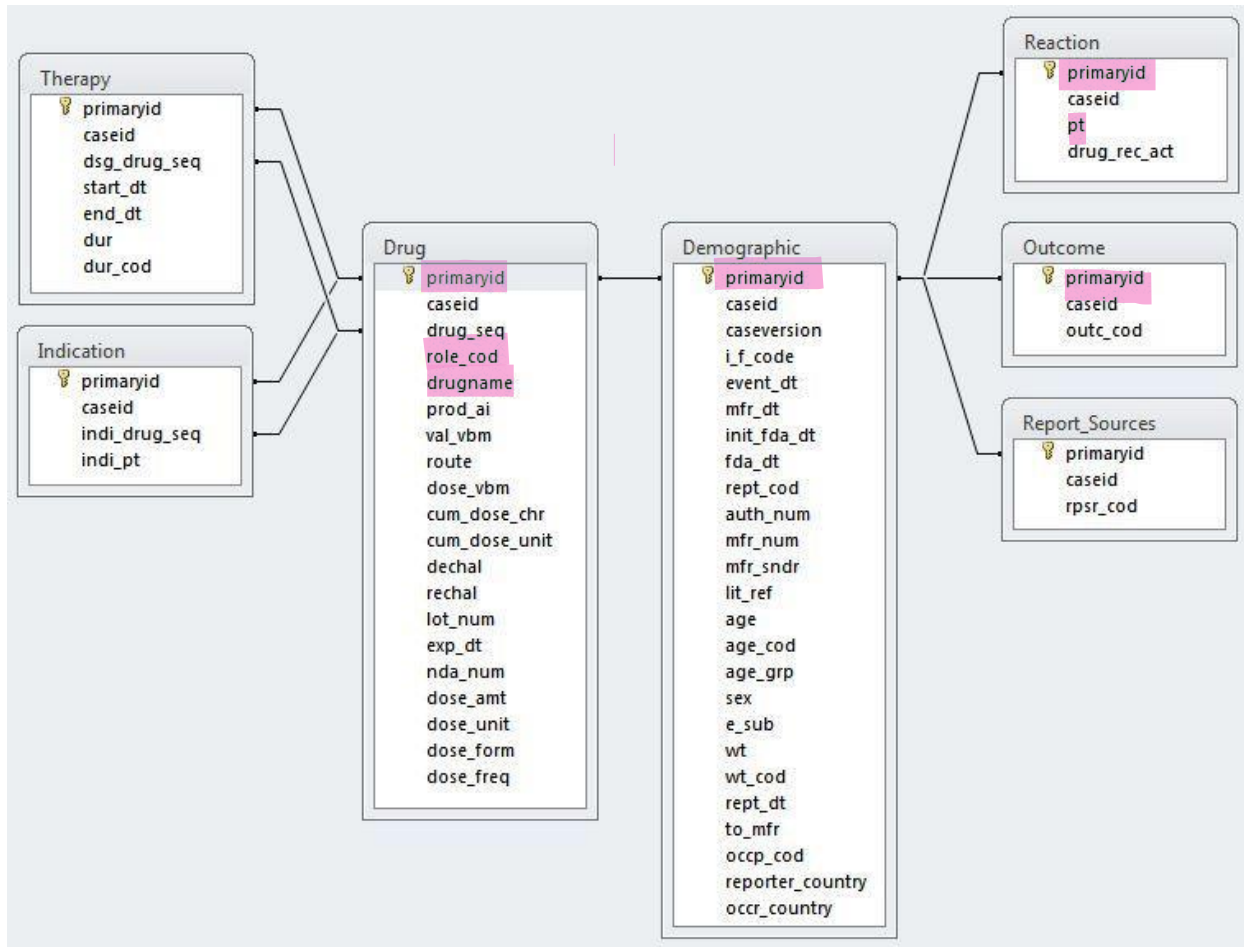 Therapy
primaryid
caseid
dsg_drug_seq
start_dt
end_dt
dur
dur_cod
Indication
primaryid
caseid
indi_drug_seq
indi_pt
Drug
primaryid
caseid
drug_seq
role_cod
drugname
prod_ai
val_vbm
route
dose_vbm
cum_dose_chr
cum_dose_unit
dechal
rechal
lot_num
exp_dt
nda_num
dose_amt
dose_unit
dose_form
dose_freq
Demographic
primaryid
caseid
caseversion
i_f_code
event_dt
mfr_dt
init_fda_dt
fda_dt
rept_cod
auth_num
mfr_num
mfr_sndr
lit_ref
age
age_cod
age_grp
sex
e_sub
wt
wt_cod
rept_dt
to_mfr
occp_cod
reporter_country
occr_country
Reaction
primaryid
caseid
pt
drug_rec_act
Outcome
primaryid
caseid
outc_cod
Report_Sources
primaryid
caseid
rpsr_cod